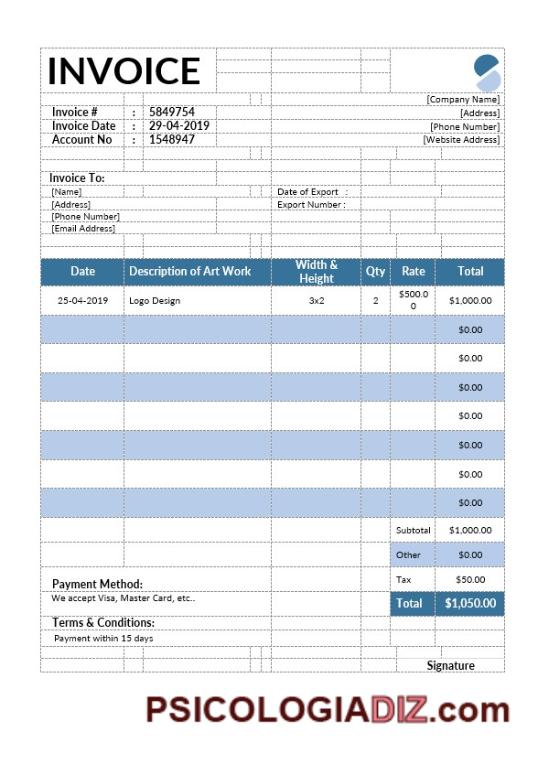 INVOICE
[Company Name]
Invoice # : 5849754 [Address]
Invoice Date : 29-04-2019 [Phone Number]
Account No : 1548947 [Website Address]
Invoice To:
[Name] Date of Export :
[Address] Export Number :
[Phone Number]
[Email Address]
Date Description of Art Work Width & Height Qty Rate Total
25-04-2019 Logo Design 3x2 2 $500.00 $1,000.00
$0.00
$0.00
$0.00
$0.00
$0.00
$0.00
$0.00
Subtotal $1,000.00
Other $0.00
Payment Method: Tax $50.00
We accept Visa, Master Card, etc..
Total $1,050.00
Terms & Conditions:
Payment within 15 days
Signature
PSICOLOGIADIZ.com